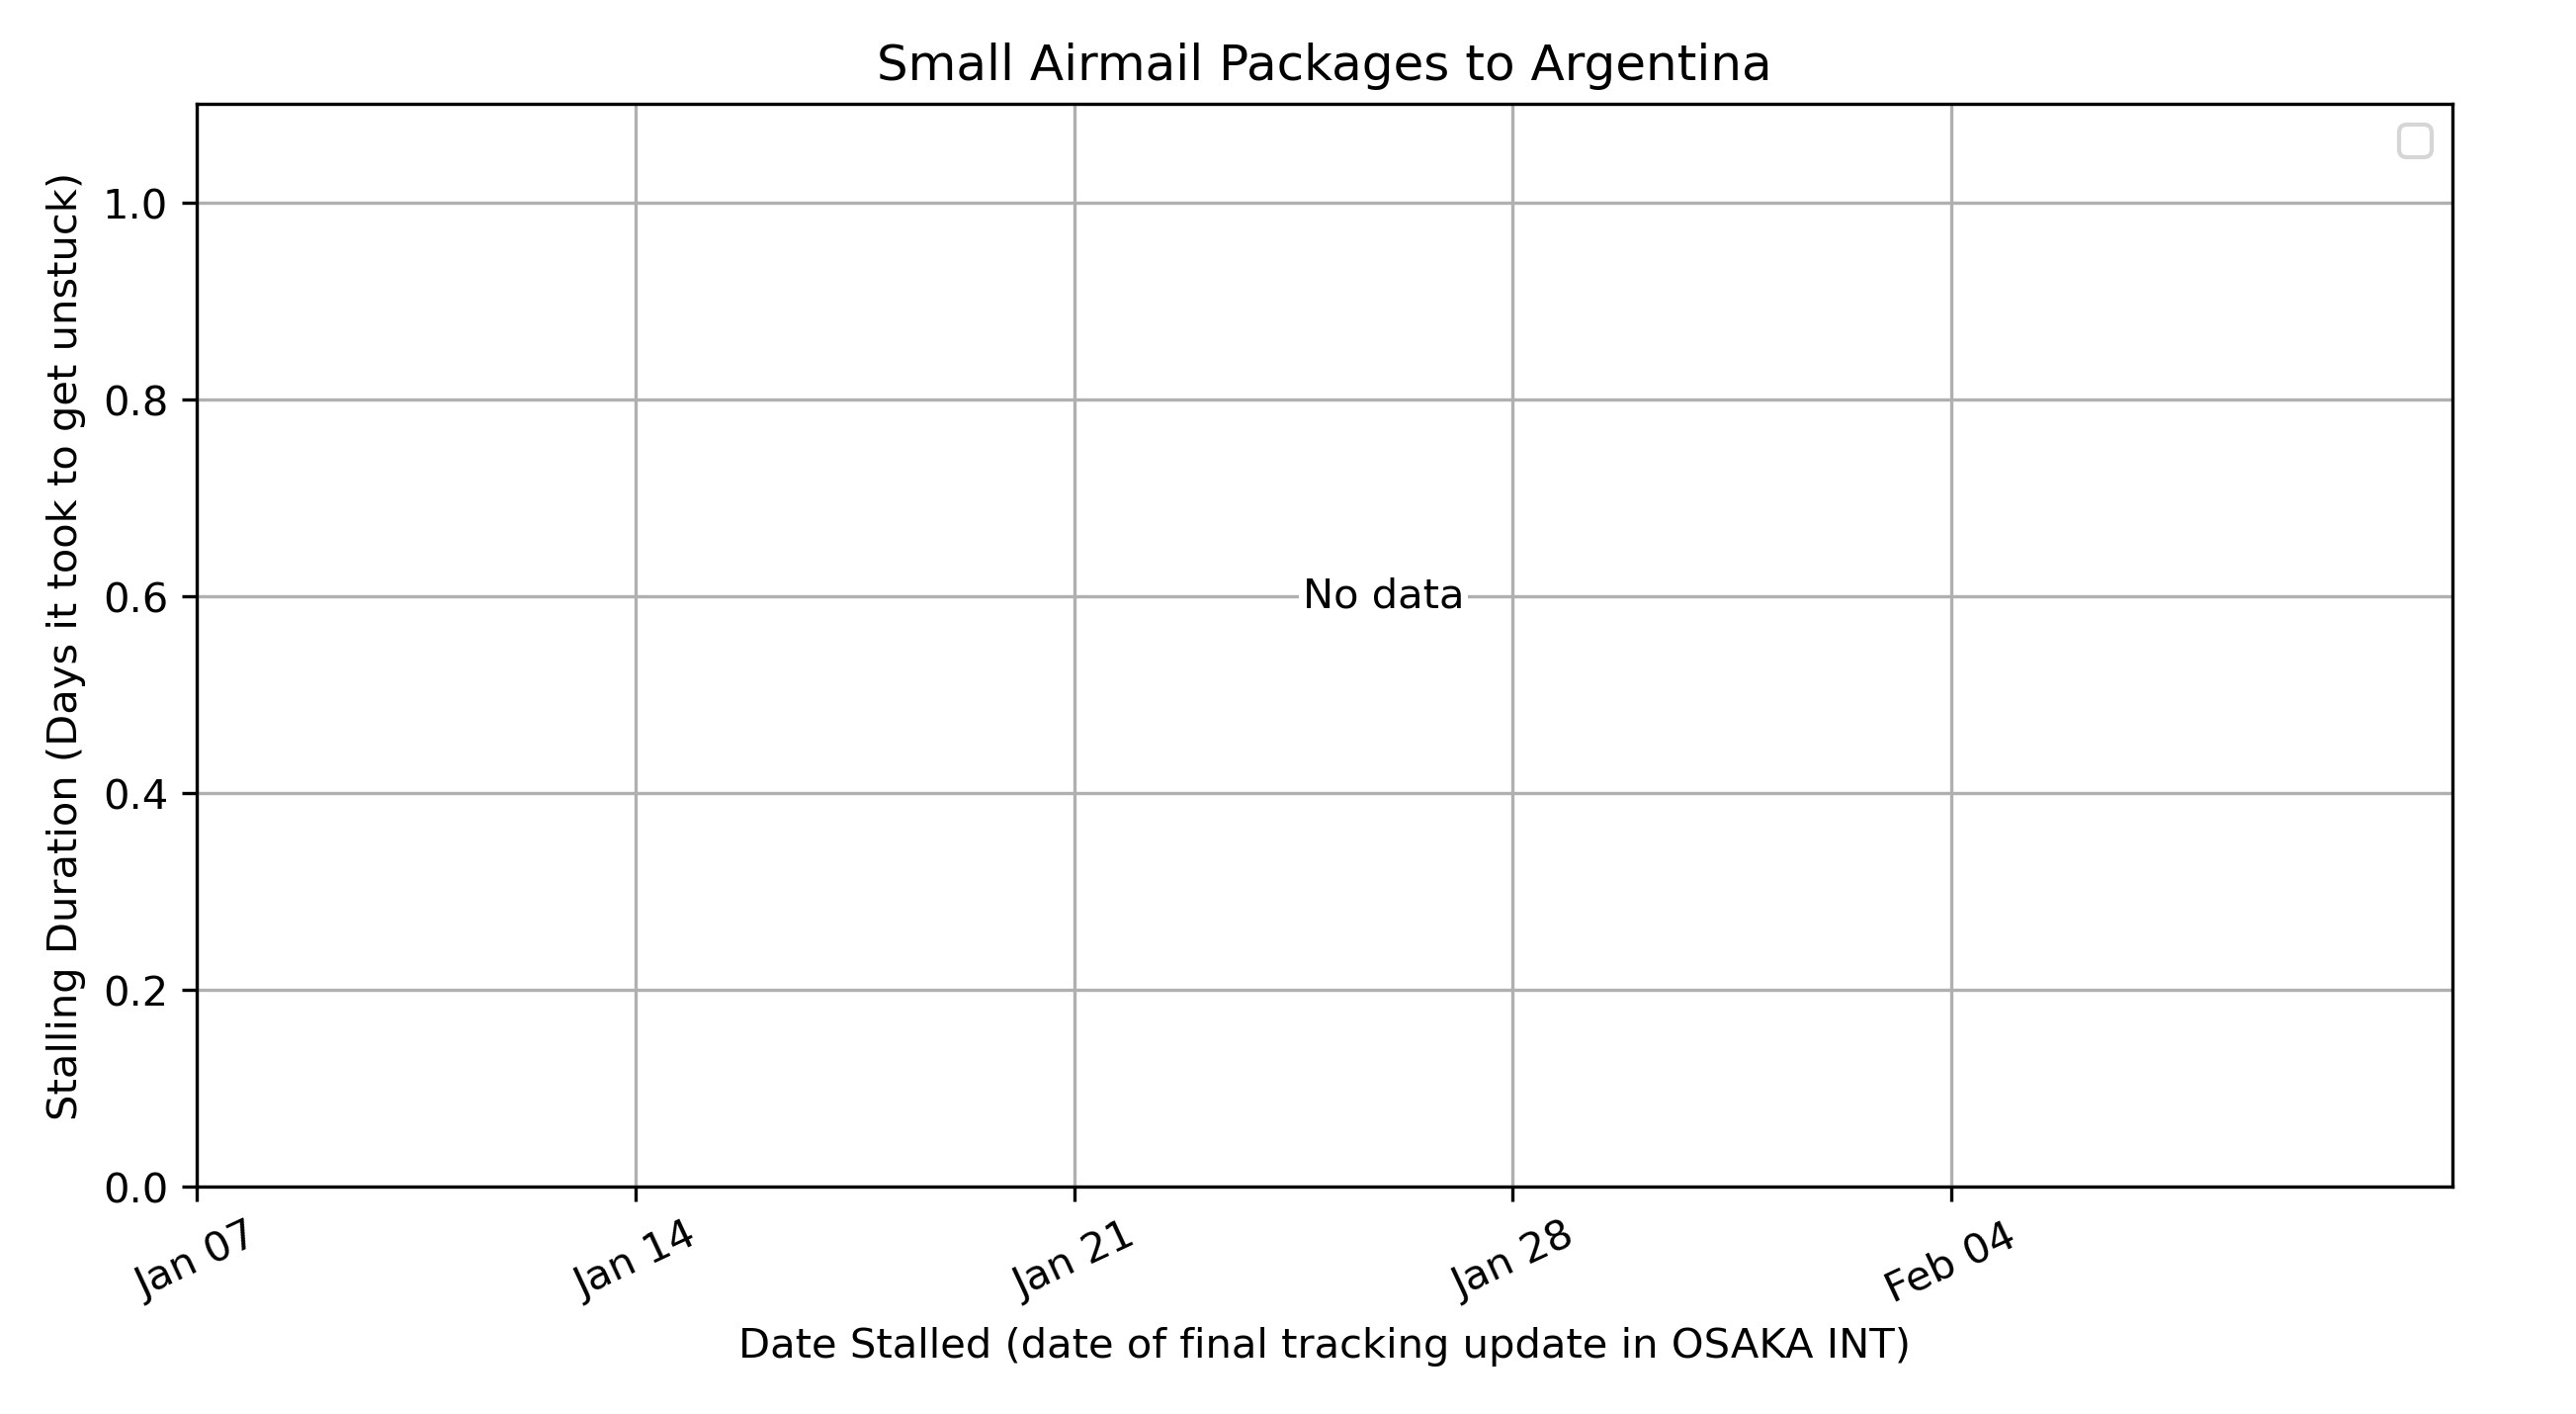 Small Airmail Packages to Argentina
Stalling Duration (Days it took to get unstuck)
1.0
0.8
0.6
0.4
0.2
0.0
No data
Jan 07
Jan 14
Jan 21
Jan 28
Feb 04
Date Stalled (date of final tracking update in OSAKA INT)